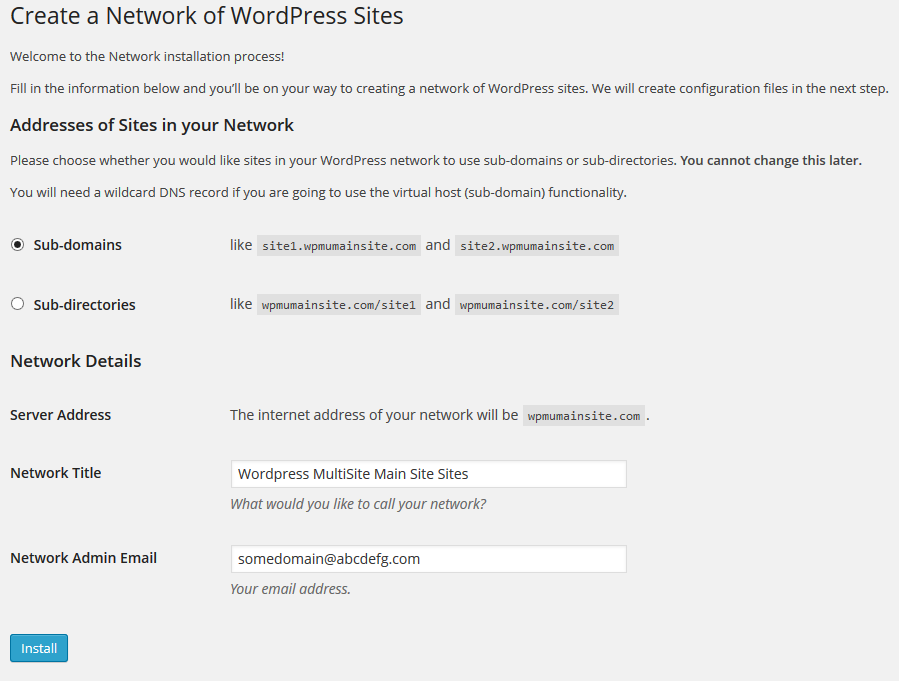 Create a Network of WordPress Sites
Welcome to the Network installation process!
Fill in the information below and you'll be on your way to creating a network of WordPress sites. We will create configuration files in the next step.
Addresses of Sites in your Network
Please choose whether you would like sites in your WordPress network to use sub-domains or sub-directories. You cannot change this later.
You will need a wildcard DNS record if you are going to use the virtual host (sub-domain) functionality.
Sub-domains like site1.wpmumainsite.com and site2.wpmumainsite.com
Sub-directories like wpmumainsite.com/site1 and wpmumainsite.com/site2
Network Details
Server Address The internet address of your network will be wpmumainsite.com .
Network Title Wordpress MultiSite Main Site Sites
What would you like to call your network?
Network Admin Email somedomain@abcdefg.com
Your email address.
Install